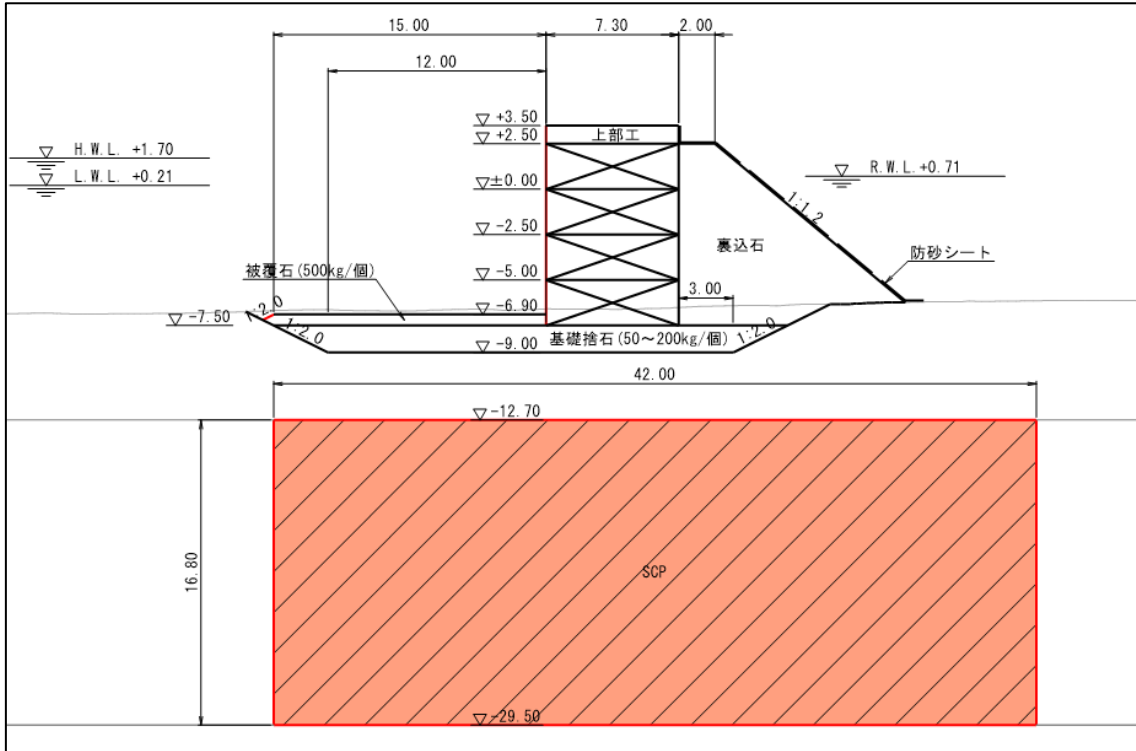 15.00
7.30
2.00
12.00
▽ +3.50
▽ +2.50
上部工
▽ H.W.L. +1.70
▽ L.W.L. +0.21
▽ R.W.L.+0.71
▽±0.00
1:1.2
▽ -2.50
裏込石
防砂シート
被覆石(500kg/個)
▽ -5.00
3.00
1:2.0
▽ -6.90
▽ -7.50
1:2.0
基礎捨石(50～200kg/個)
1:2.0
▽ -9.00
42.00
▽ -12.70
16.80
SCP
▽ -29.50